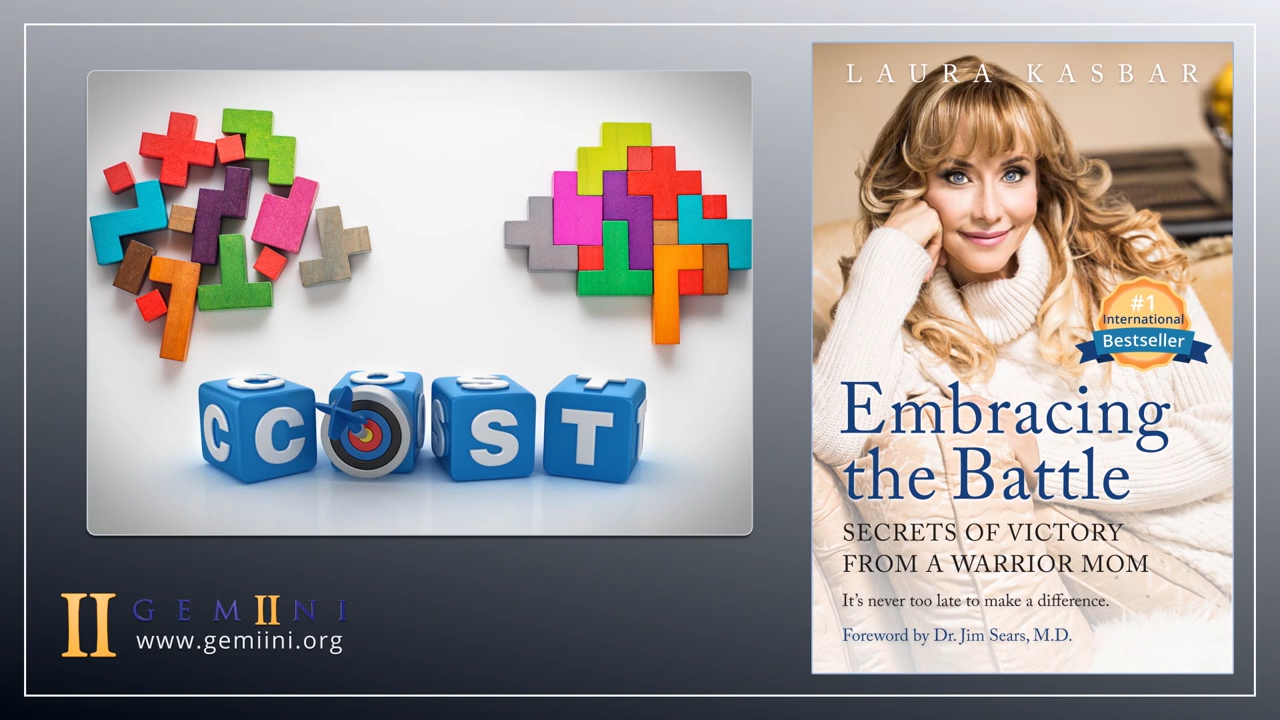 C O S T
C C S T
II GEMIINI
www.gemiini.org
LAURA KASBAR
#1
International
Bestseller
Embracing
the Battle
SECRETS OF VICTORY
FROM A WARRIOR MOM
It's never too late to make a difference.
Foreword by Dr. Jim Sears, M.D.